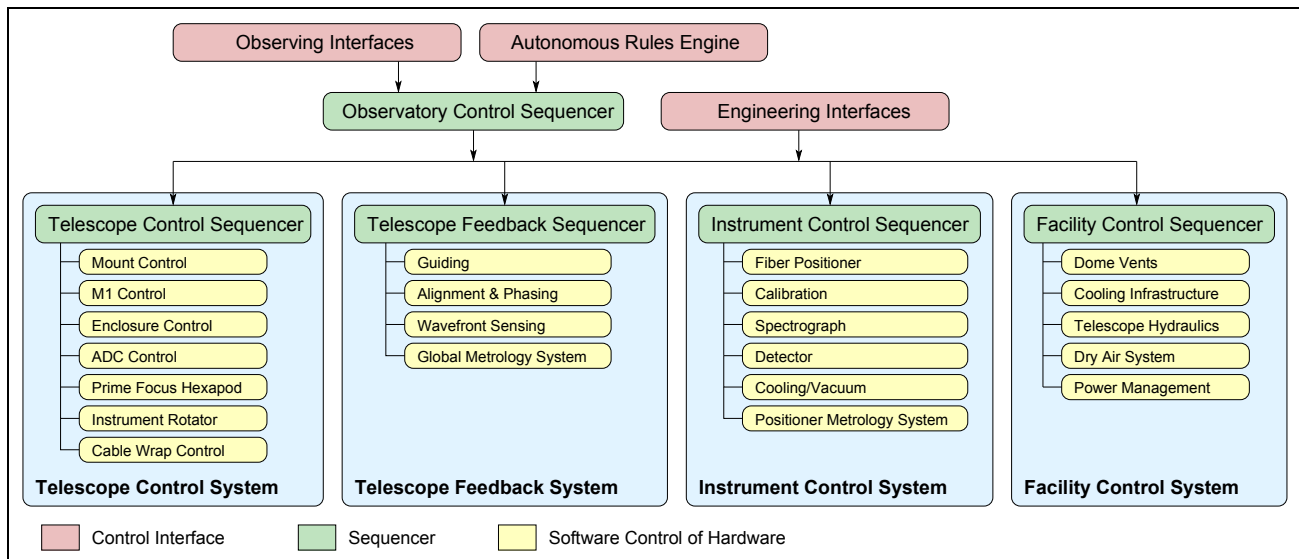 Observing Interfaces
Autonomous Rules Engine
Observatory Control Sequencer
Engineering Interfaces
Telescope Control Sequencer
Mount Control
M1 Control
Enclosure Control
ADC Control
Prime Focus Hexapod
Instrument Rotator
Cable Wrap Control
Telescope Control System
Telescope Feedback Sequencer
Guiding
Alignment & Phasing
Wavefront Sensing
Global Metrology System
Telescope Feedback System
Instrument Control Sequencer
Fiber Positioner
Calibration
Spectrograph
Detector
Cooling/Vacuum
Positioner Metrology System
Instrument Control System
Facility Control Sequencer
Dome Vents
Cooling Infrastructure
Telescope Hydraulics
Dry Air System
Power Management
Facility Control System
Control Interface
Sequencer
Software Control of Hardware